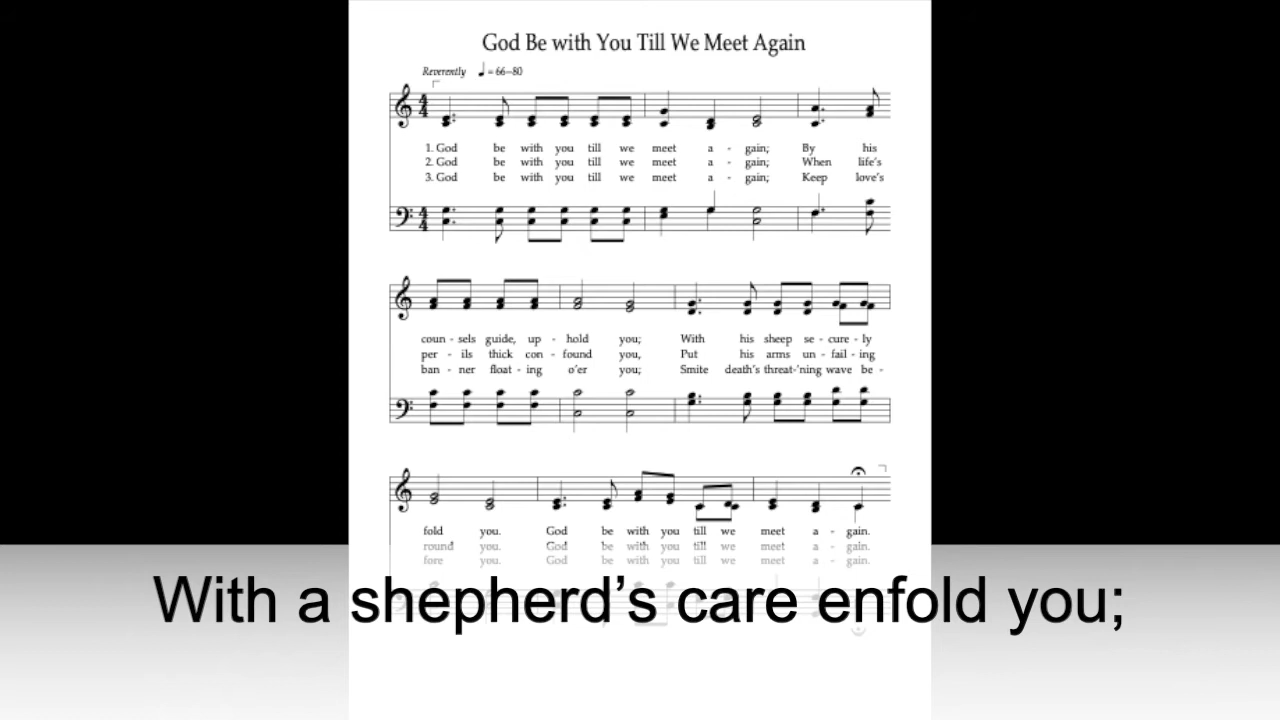 God Be with You Till We Meet Again
Reverently ♩ = 66–80
1. God be with you till we meet a - gain; By his
2. God be with you till we meet a - gain; When life's
3. God be with you till we meet a - gain; Keep love's
coun - sels guide, up - hold you; With his sheep se - cure - ly
per - ils thick con - found you, Put his arms un - fail - ing
ban - ner float - ing o'er you; Smite death's threat-'ning wave be -
fold you. God be with you till we meet a - gain.
round you. God be with you till we meet a - gain.
fore you. God be with you till we meet a - gain.
With a shepherd’s care enfold you;